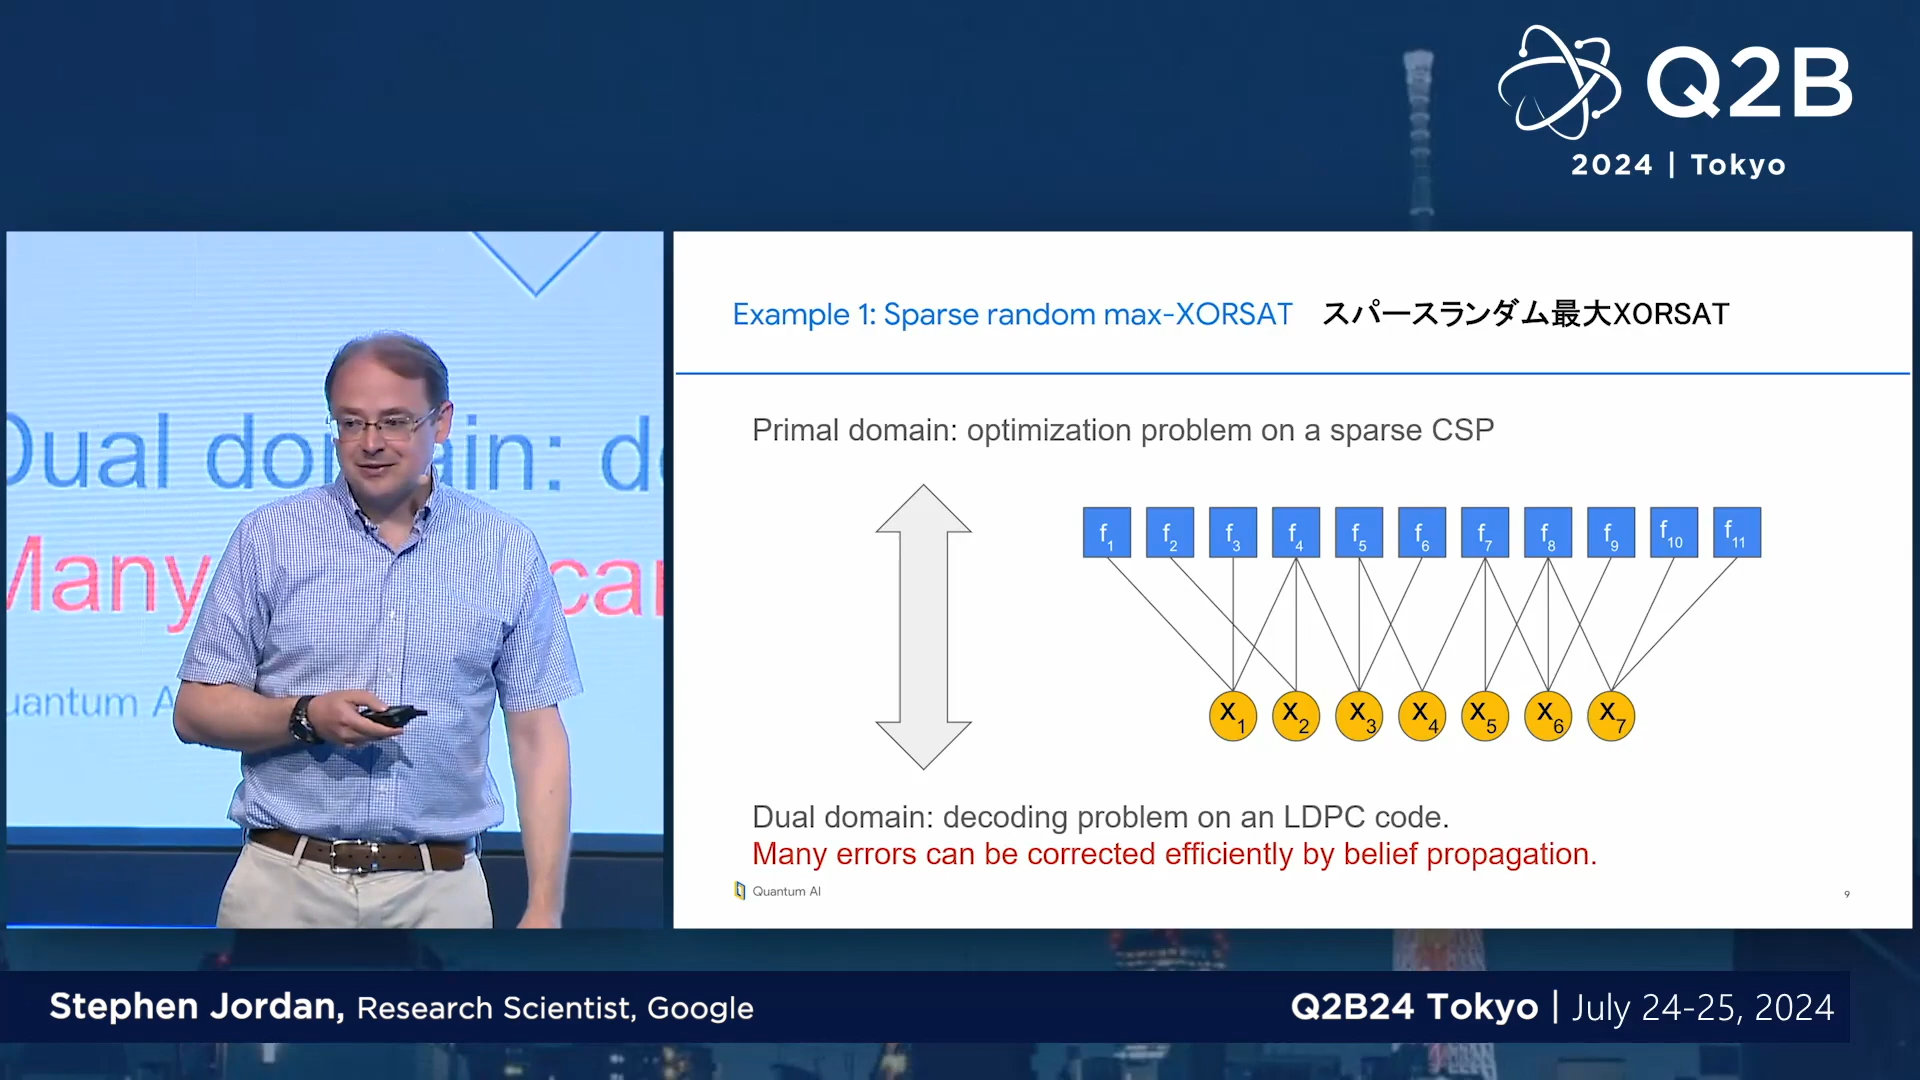 Q2B
2024 | Tokyo
Dual domain: d
Many can
uantum A
Example 1: Sparse random max-XORSAT スパースランダム最大XORSAT
Primal domain: optimization problem on a sparse CSP
f1 f2 f3 f4 f5 f6 f7 f8 f9 f10 f11
x1 x2 x3 x4 x5 x6 x7
Dual domain: decoding problem on an LDPC code.
Many errors can be corrected efficiently by belief propagation.
Quantum AI
9
Stephen Jordan, Research Scientist, Google
Q2B24 Tokyo | July 24-25, 2024